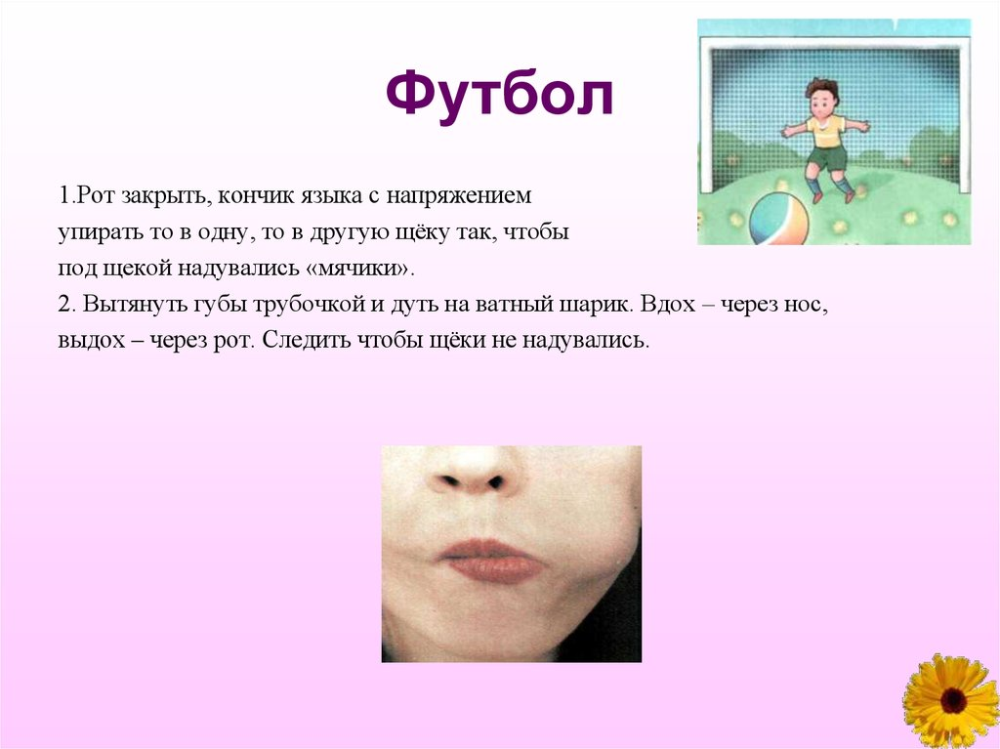 Футбол
1.Рот закрыть, кончик языка с напряжением
упирать то в одну, то в другую щёку так, чтобы
под щекой надувались «мячики».
2. Вытянуть губы трубочкой и дуть на ватный шарик. Вдох – через нос,
выдох – через рот. Следить чтобы щёки не надувались.